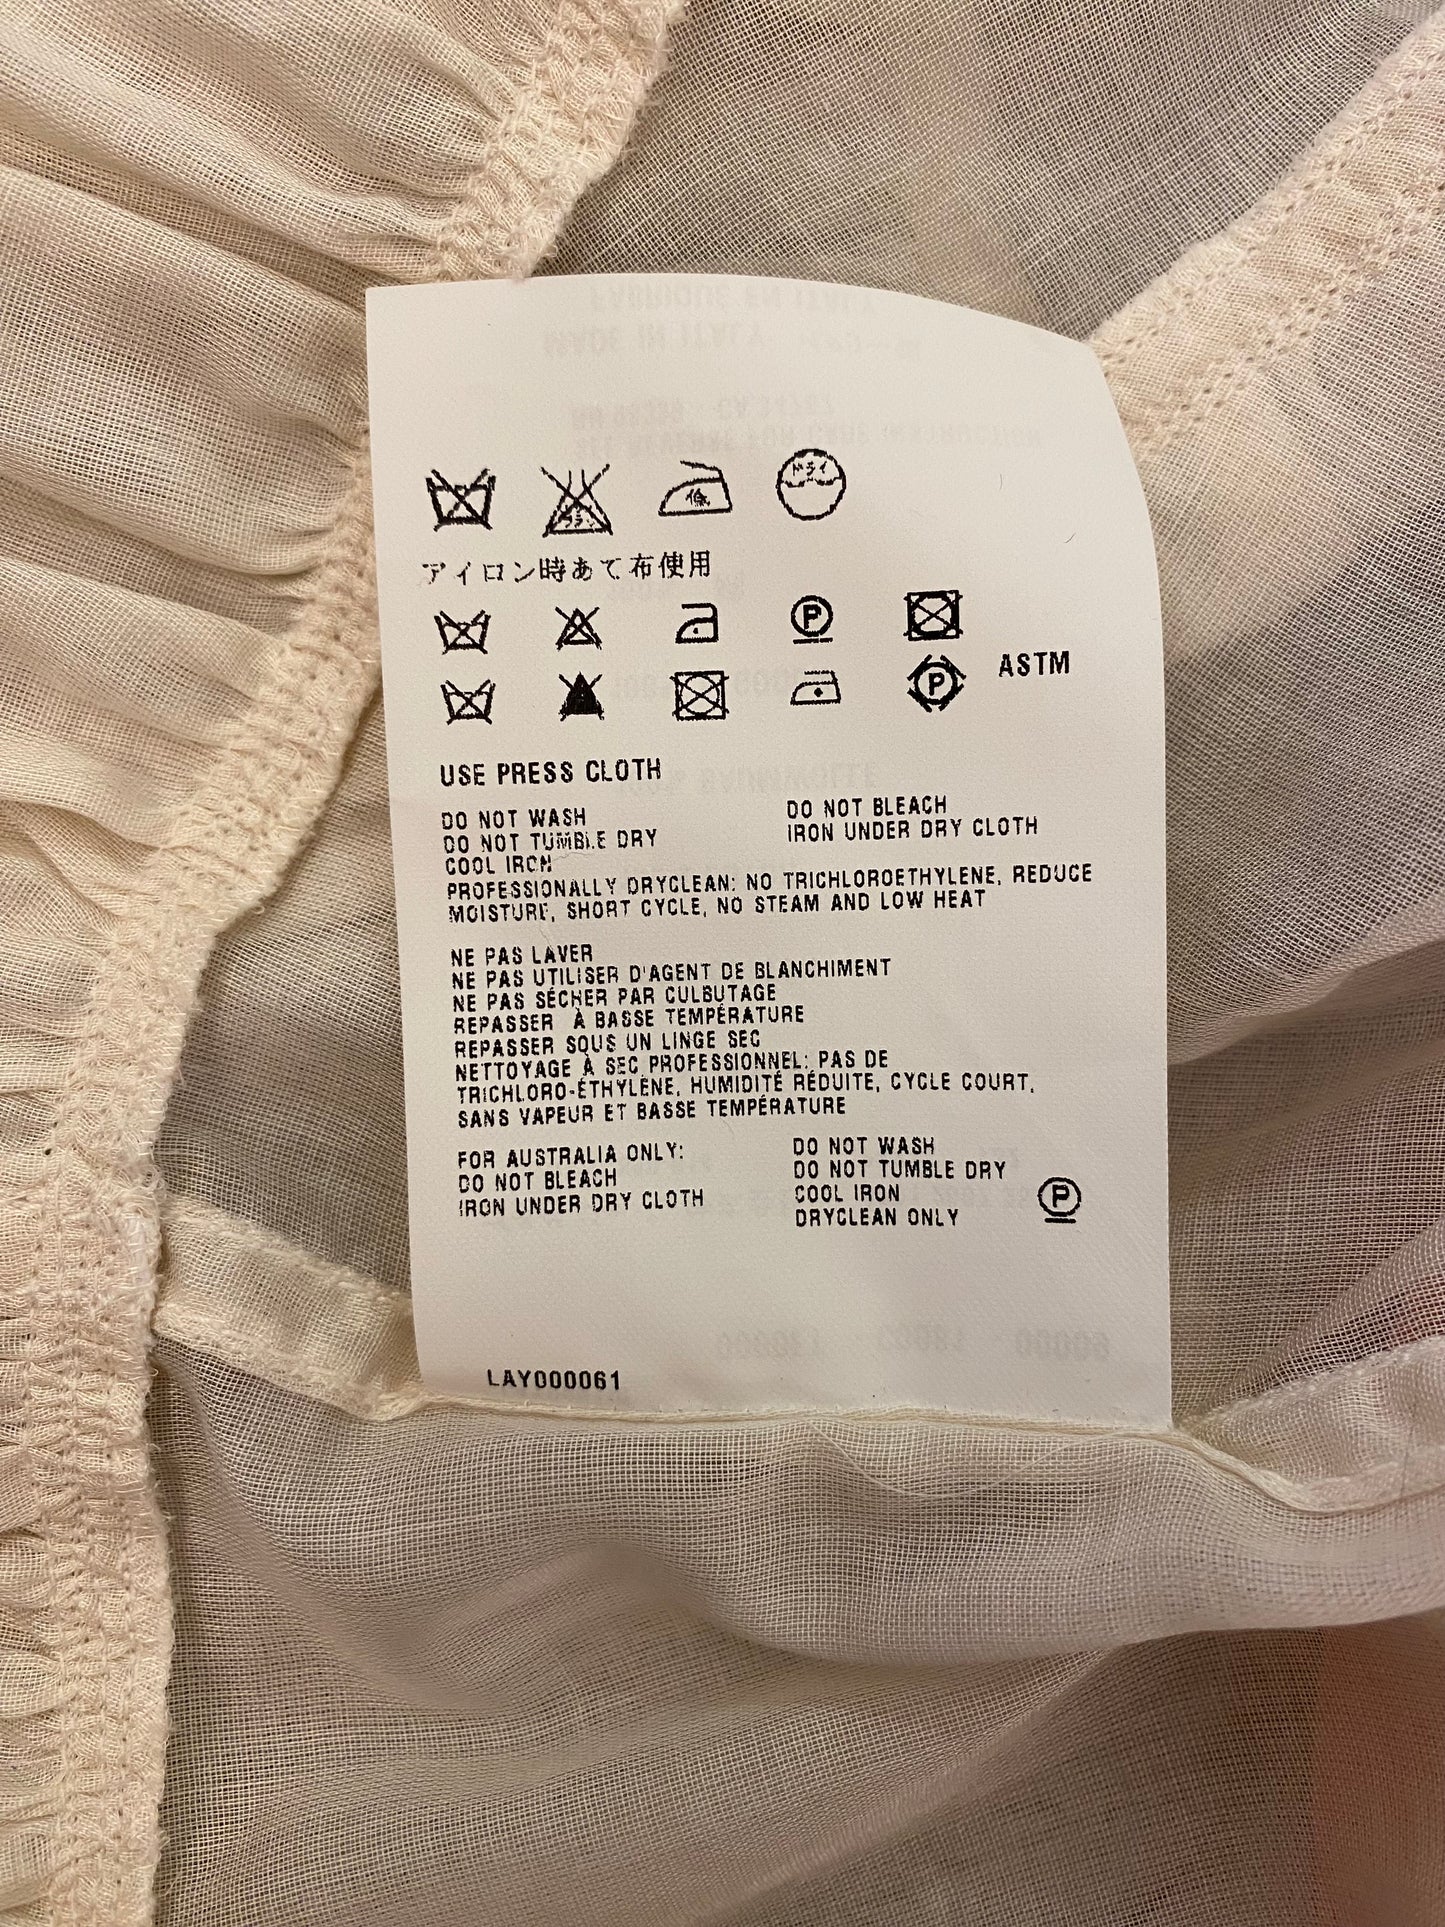 ドライ
低
アイロン時あて布使用
P
P ASTM
USE PRESS CLOTH
DO NOT WASH DO NOT BLEACH
DO NOT TUMBLE DRY IRON UNDER DRY CLOTH
COOL IRON
PROFESSIONALLY DRYCLEAN: NO TRICHLOROETHYLENE, REDUCE
MOISTURE, SHORT CYCLE, NO STEAM AND LOW HEAT
NE PAS LAVER
NE PAS UTILISER D'AGENT DE BLANCHIMENT
NE PAS SÉCHER PAR CULBUTAGE
REPASSER À BASSE TEMPÉRATURE
REPASSER SOUS UN LINGE SEC
NETTOYAGE À SEC PROFESSIONNEL: PAS DE
TRICHLORO-ÉTHYLÈNE, HUMIDITÉ RÉDUITE, CYCLE COURT,
SANS VAPEUR ET BASSE TEMPÉRATURE
FOR AUSTRALIA ONLY: DO NOT WASH
DO NOT BLEACH DO NOT TUMBLE DRY
IRON UNDER DRY CLOTH COOL IRON P
DRYCLEAN ONLY
LAY000061